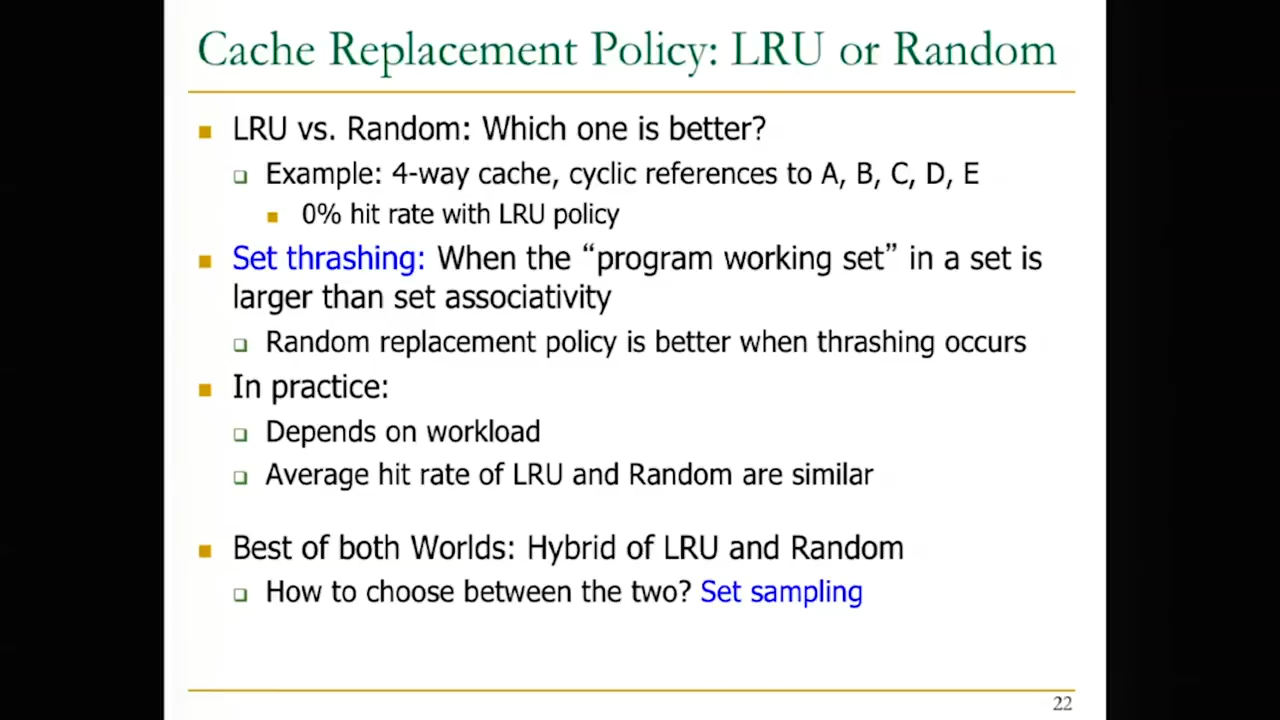 Cache Replacement Policy: LRU or Random
LRU vs. Random: Which one is better?
Example: 4-way cache, cyclic references to A, B, C, D, E
0% hit rate with LRU policy
Set thrashing: When the “program working set” in a set is
larger than set associativity
Random replacement policy is better when thrashing occurs
In practice:
Depends on workload
Average hit rate of LRU and Random are similar
Best of both Worlds: Hybrid of LRU and Random
How to choose between the two? Set sampling
22